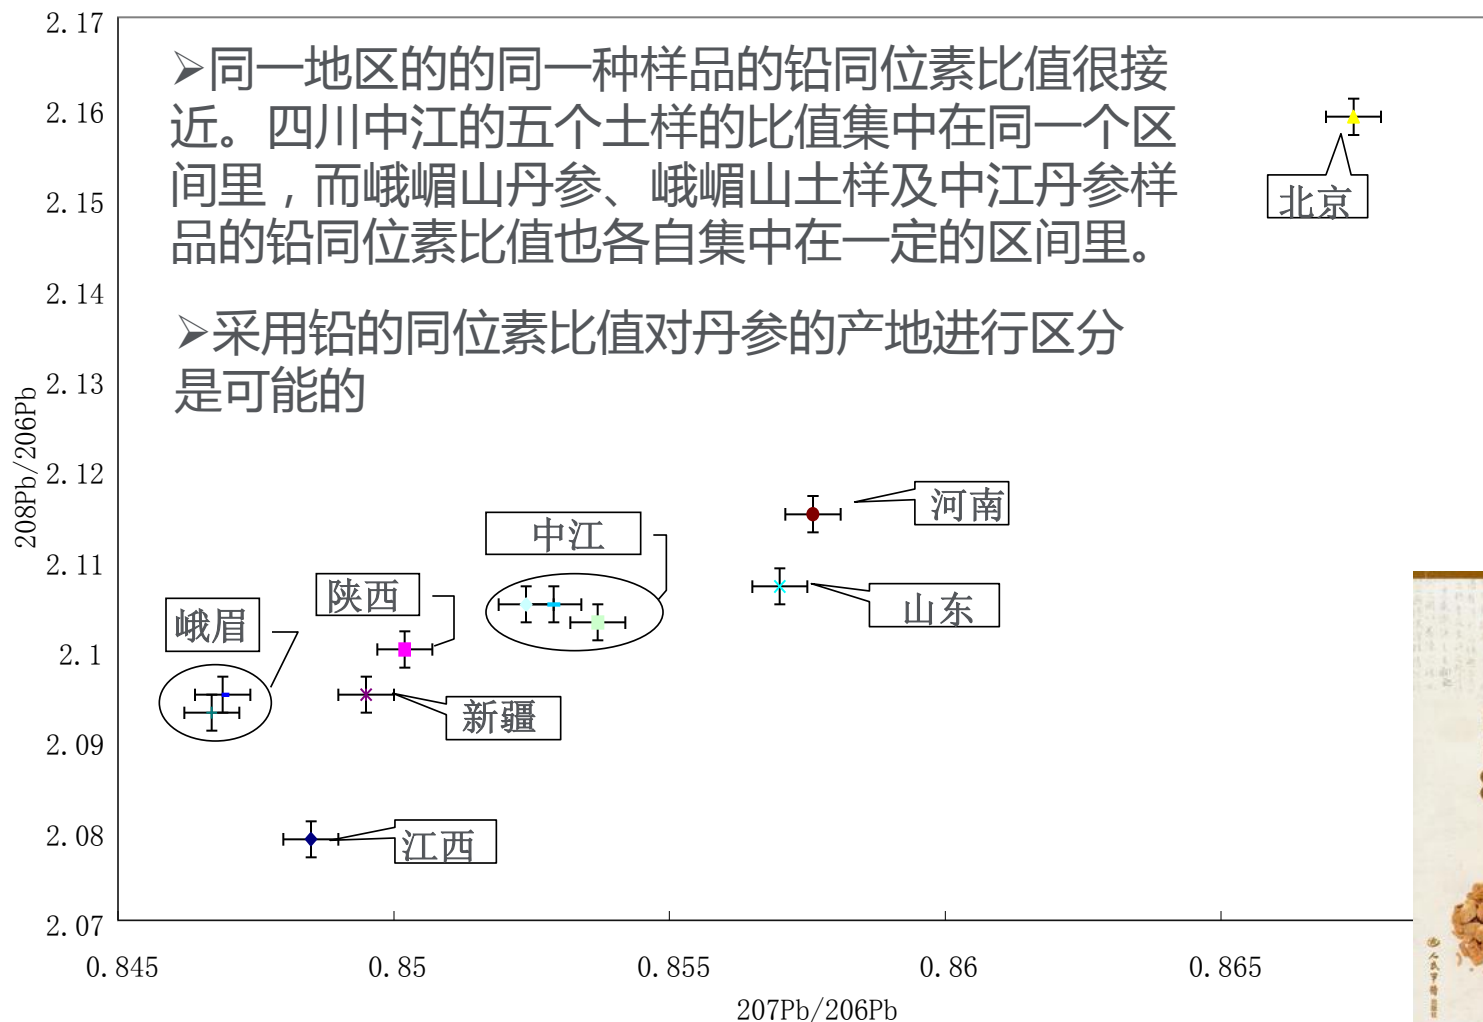 2.17
➢同一地区的的同一种样品的铅同位素比值很接
近。四川中江的五个土样的比值集中在同一个区
间里，而峨嵋山丹参、峨嵋山土样及中江丹参样
品的铅同位素比值也各自集中在一定的区间里。
➢采用铅的同位素比值对丹参的产地进行区分
是可能的
2.16
2.15
2.14
2.13
2.12
2.11
2.1
2.09
2.08
2.07
208Pb/206Pb
北京
河南
中江
山东
陕西
峨眉
新疆
江西
0.845
0.85
0.855
0.86
0.865
207Pb/206Pb